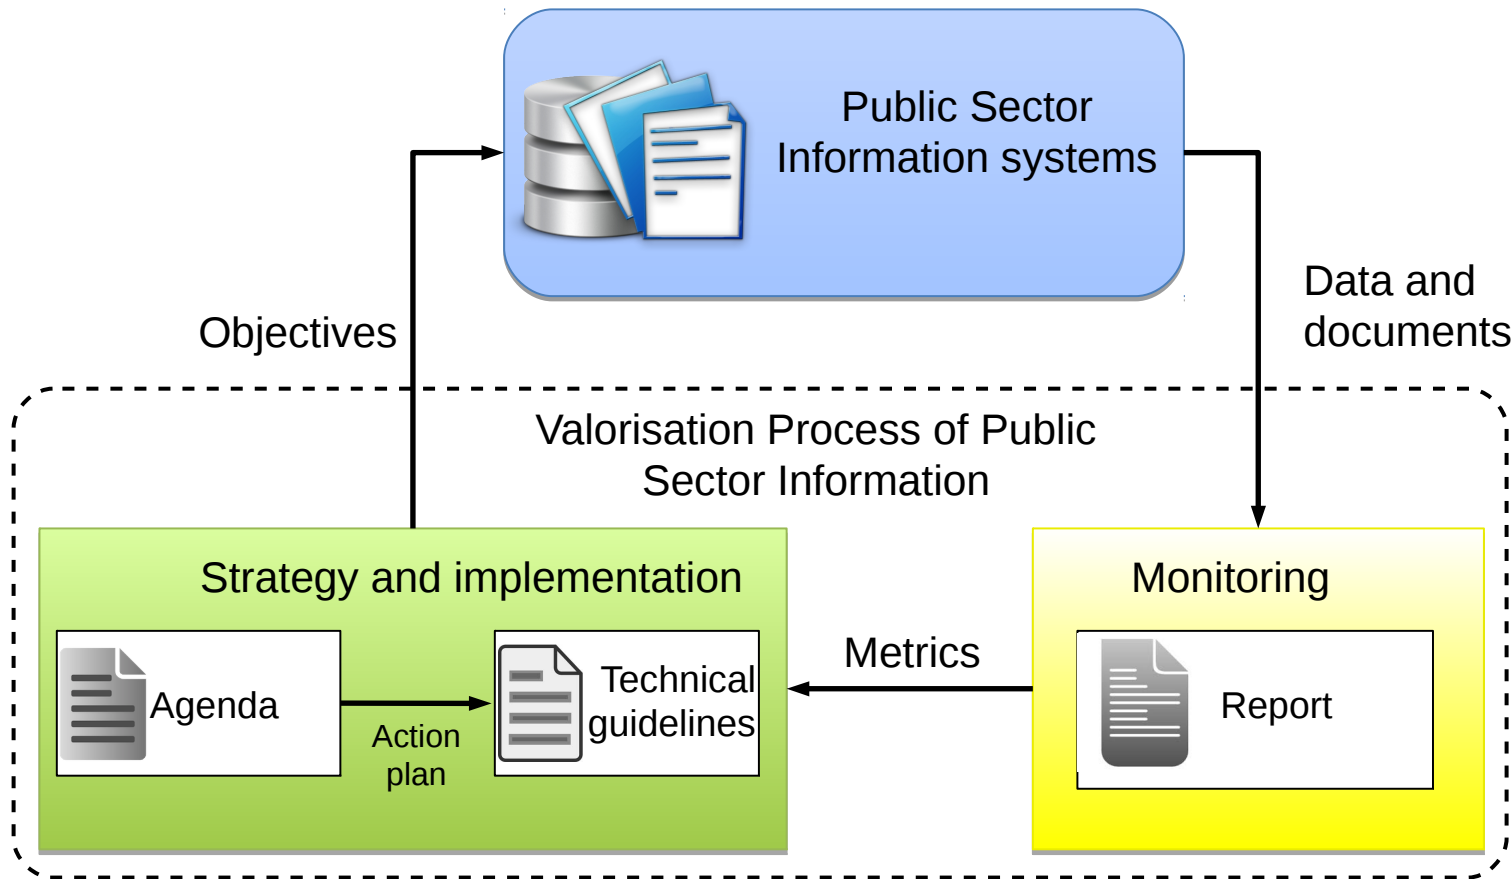 Public Sector
Information systems
Data and
documents
Objectives
Valorisation Process of Public
Sector Information
Strategy and implementation
Monitoring
Metrics
Agenda
Action
plan
Technical
guidelines
Report